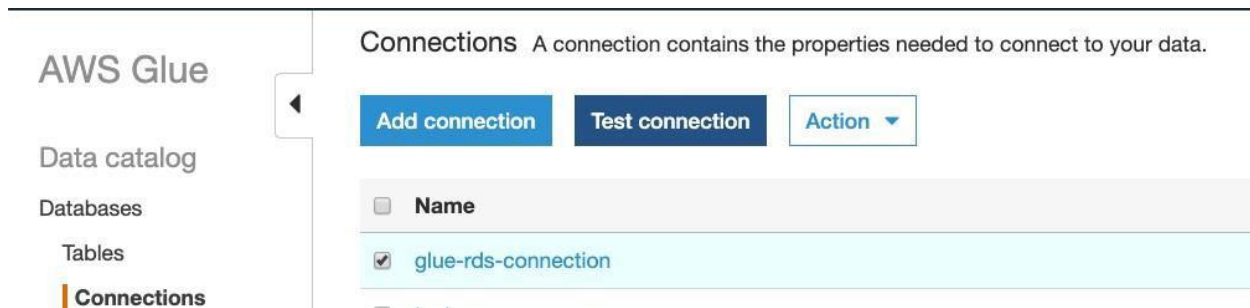 AWS Glue
Data catalog
Databases
Tables
Connections
Connections A connection contains the properties needed to connect to your data.
Add connection Test connection Action
Name
glue-rds-connection